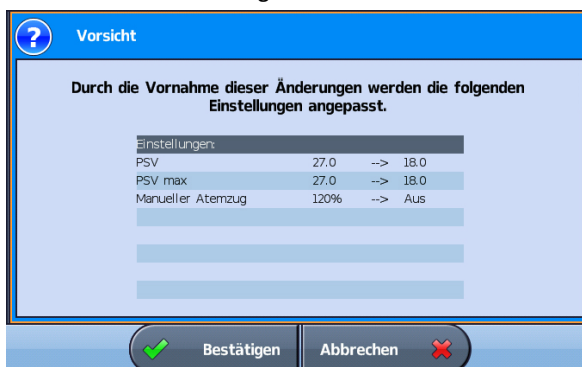 Vorsicht
Durch die Vornahme dieser Änderungen werden die folgenden
Einstellungen angepasst.
Einstellungen:
PSV 27.0 --> 18.0
PSV max 27.0 --> 18.0
Manueller Atemzug 120% --> Aus
Bestätigen Abbrechen